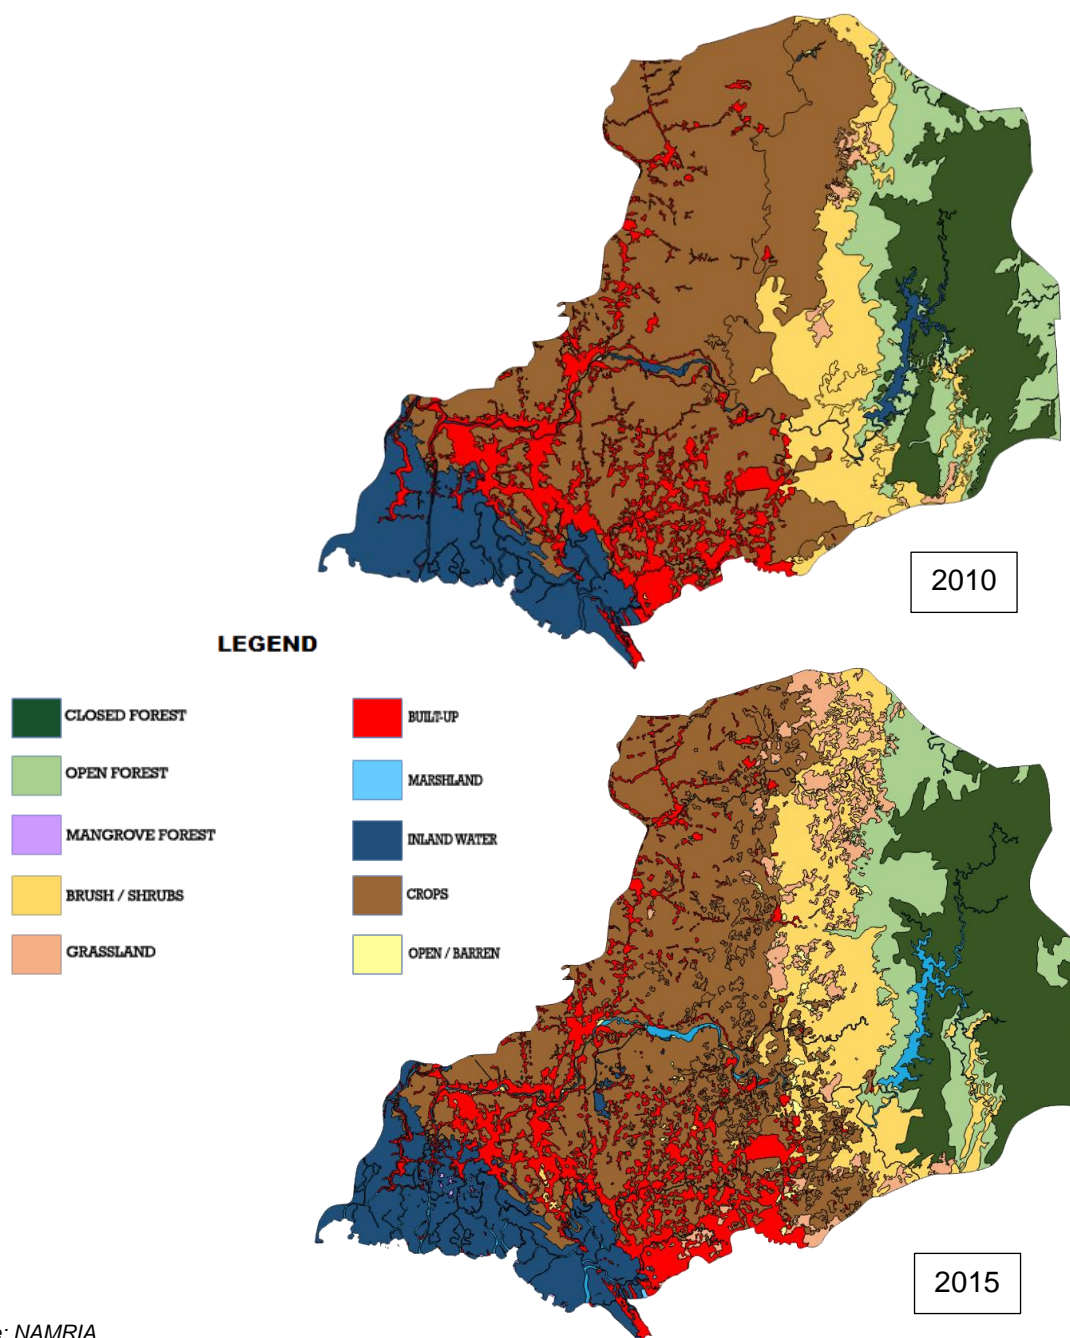 2010
LEGEND
CLOSED FOREST
OPEN FOREST
MANGROVE FOREST
BRUSH / SHRUBS
GRASSLAND
BUILT-UP
MARSHLAND
INLAND WATER
CROPS
OPEN / BARREN
2015
: NAMRIA